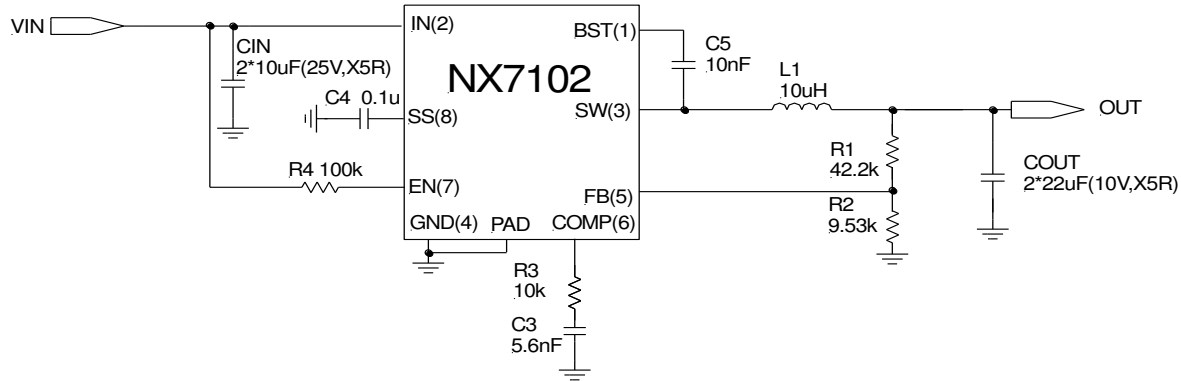 VIN
CIN
2*10uF(25V,X5R)
C4 0.1u
R4 100k
IN(2)
BST(1)
NX7102
SS(8)
SW(3)
EN(7)
FB(5)
GND(4) PAD COMP(6)
C5
10nF
L1
10uH
OUT
R1
42.2k
COUT
2*22uF(10V,X5R)
R2
9.53k
R3
10k
C3
5.6nF